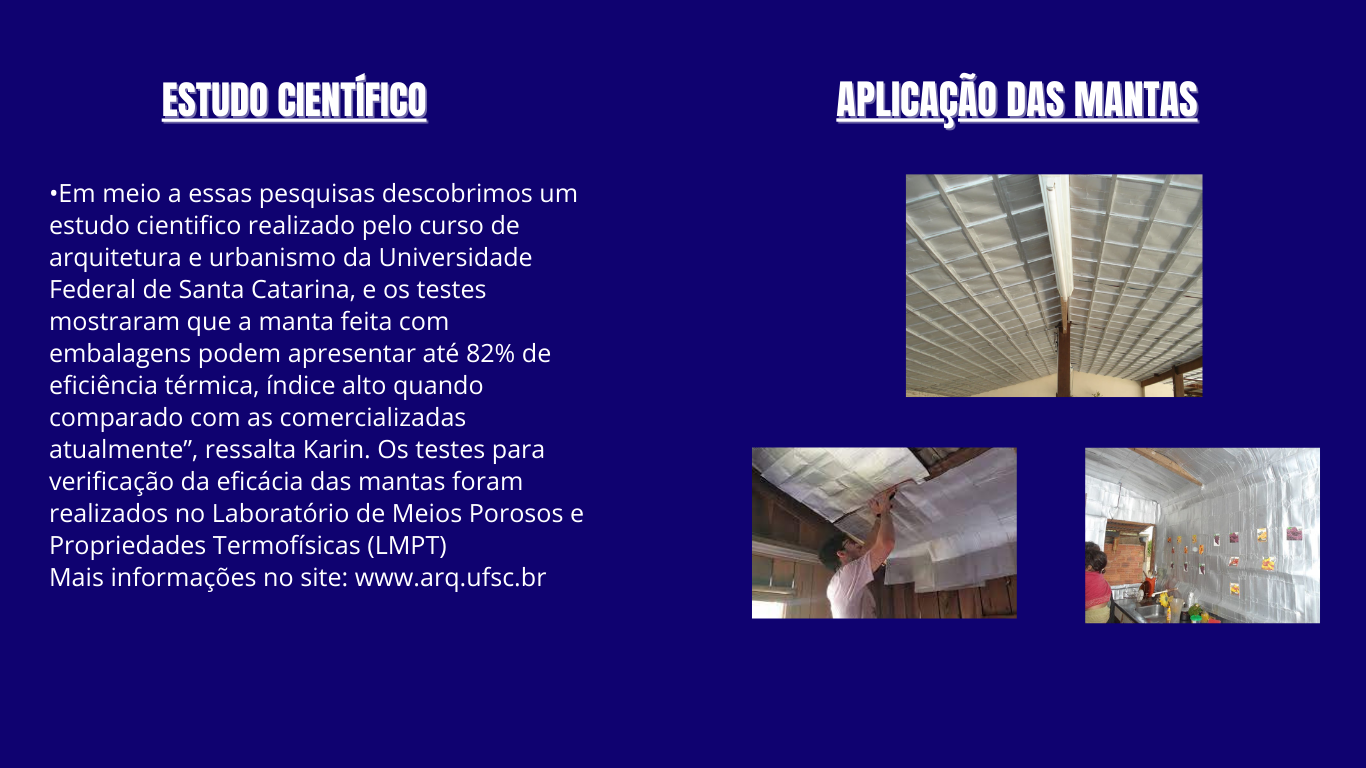 ESTUDO CIENTÍFICO
•Em meio a essas pesquisas descobrimos um
estudo cientifico realizado pelo curso de
arquitetura e urbanismo da Universidade
Federal de Santa Catarina, e os testes
mostraram que a manta feita com
embalagens podem apresentar até 82% de
eficiência térmica, índice alto quando
comparado com as comercializadas
atualmente”, ressalta Karin. Os testes para
verificação da eficácia das mantas foram
realizados no Laboratório de Meios Porosos e
Propriedades Termofísicas (LMPT)
Mais informações no site: www.arq.ufsc.br
APLICAÇÃO DAS MANTAS